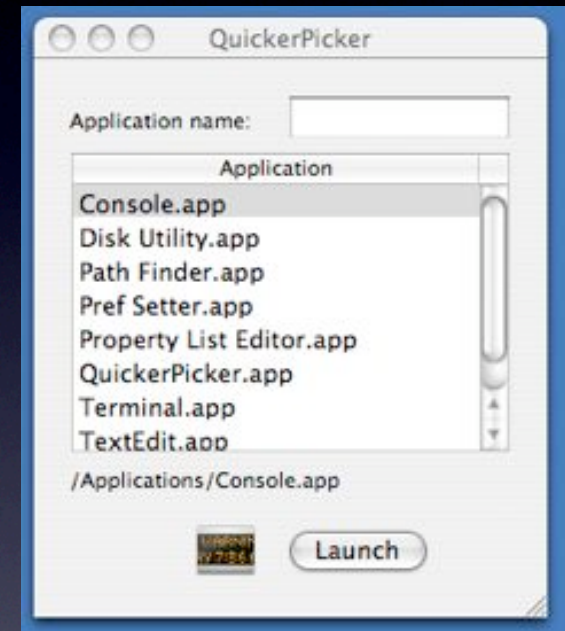 QuickerPicker
Application name:
Application
Console.app
Disk Utility.app
Path Finder.app
Pref Setter.app
Property List Editor.app
QuickerPicker.app
Terminal.app
TextEdit.app
/Applications/Console.app
Launch